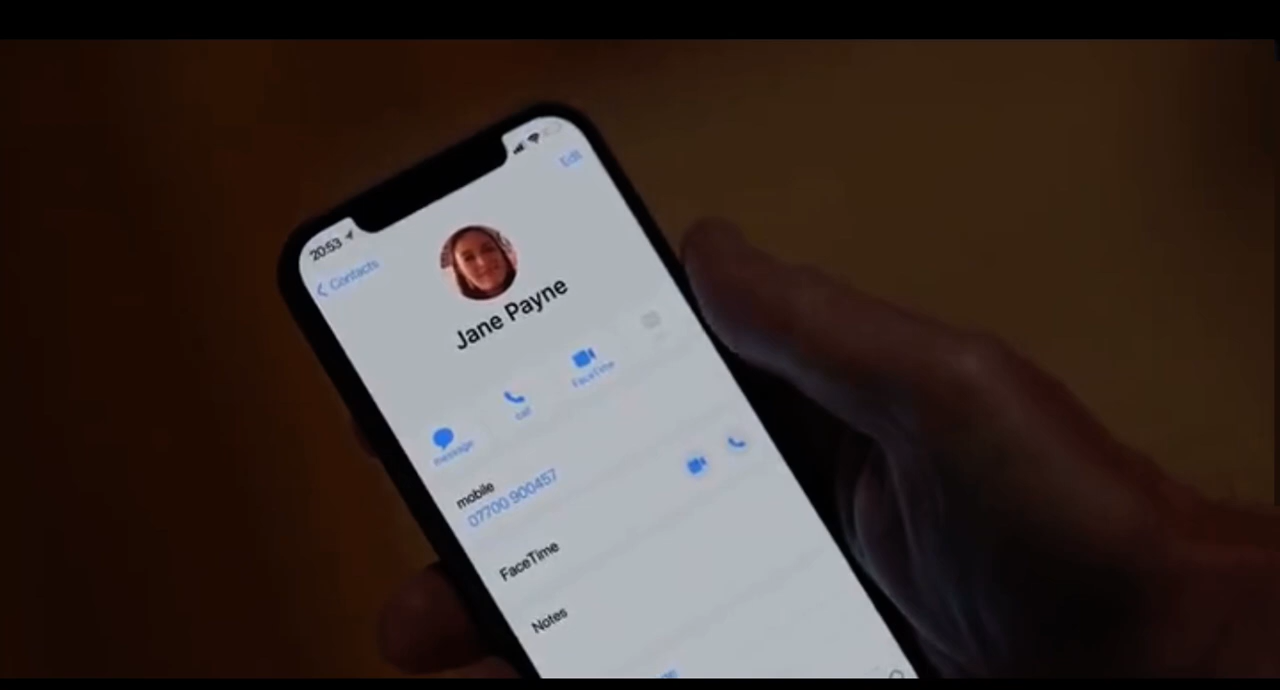 20:53
Edit
Contacts
Jane Payne
message
call
FaceTime
mobile
07700 900457
FaceTime
Notes